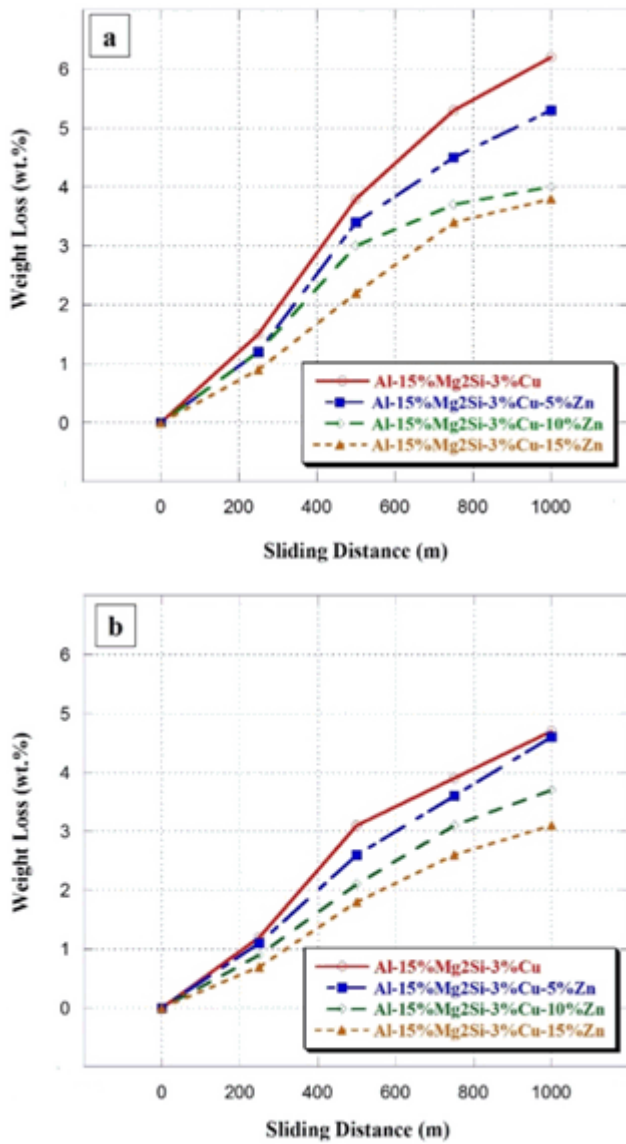 a
6
5
4
3
2
1
0
Weight Loss (wt.%)
Al-15%Mg2Si-3%Cu
Al-15%Mg2Si-3%Cu-5%Zn
Al-15%Mg2Si-3%Cu-10%Zn
Al-15%Mg2Si-3%Cu-15%Zn
0 200 400 600 800 1000
Sliding Distance (m)
b
6
5
4
3
2
1
0
Weight Loss (wt.%)
Al-15%Mg2Si-3%Cu
Al-15%Mg2Si-3%Cu-5%Zn
Al-15%Mg2Si-3%Cu-10%Zn
Al-15%Mg2Si-3%Cu-15%Zn
0 200 400 600 800 1000
Sliding Distance (m)